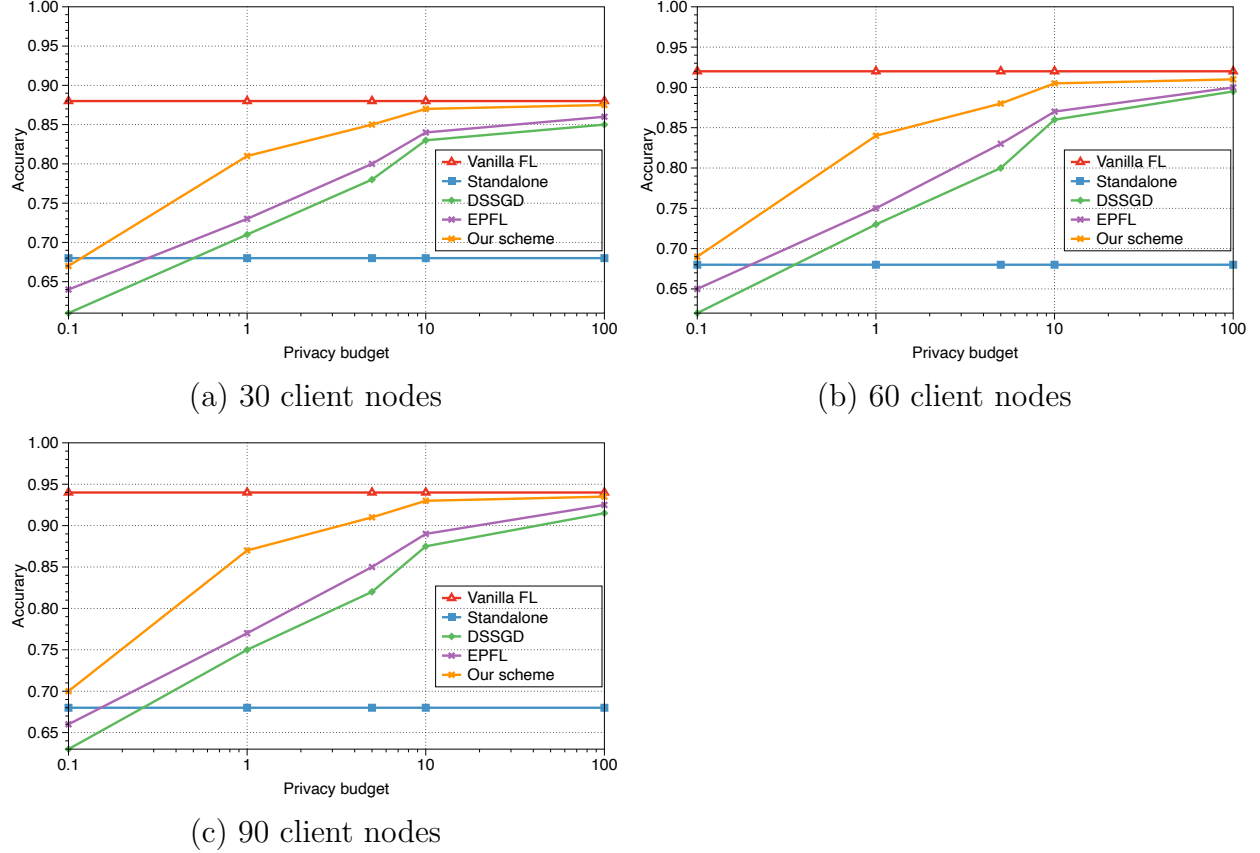 1.00
0.95
0.90
0.85
0.80
0.75
0.70
0.65
Accurary
0.1
1
10
100
Privacy budget
Vanilla FL
Standalone
DSSGD
EPFL
Our scheme
(a) 30 client nodes
1.00
0.95
0.90
0.85
0.80
0.75
0.70
0.65
Accurary
0.1
1
10
100
Privacy budget
Vanilla FL
Standalone
DSSGD
EPFL
Our scheme
(b) 60 client nodes
1.00
0.95
0.90
0.85
0.80
0.75
0.70
0.65
Accurary
0.1
1
10
100
Privacy budget
Vanilla FL
Standalone
DSSGD
EPFL
Our scheme
(c) 90 client nodes